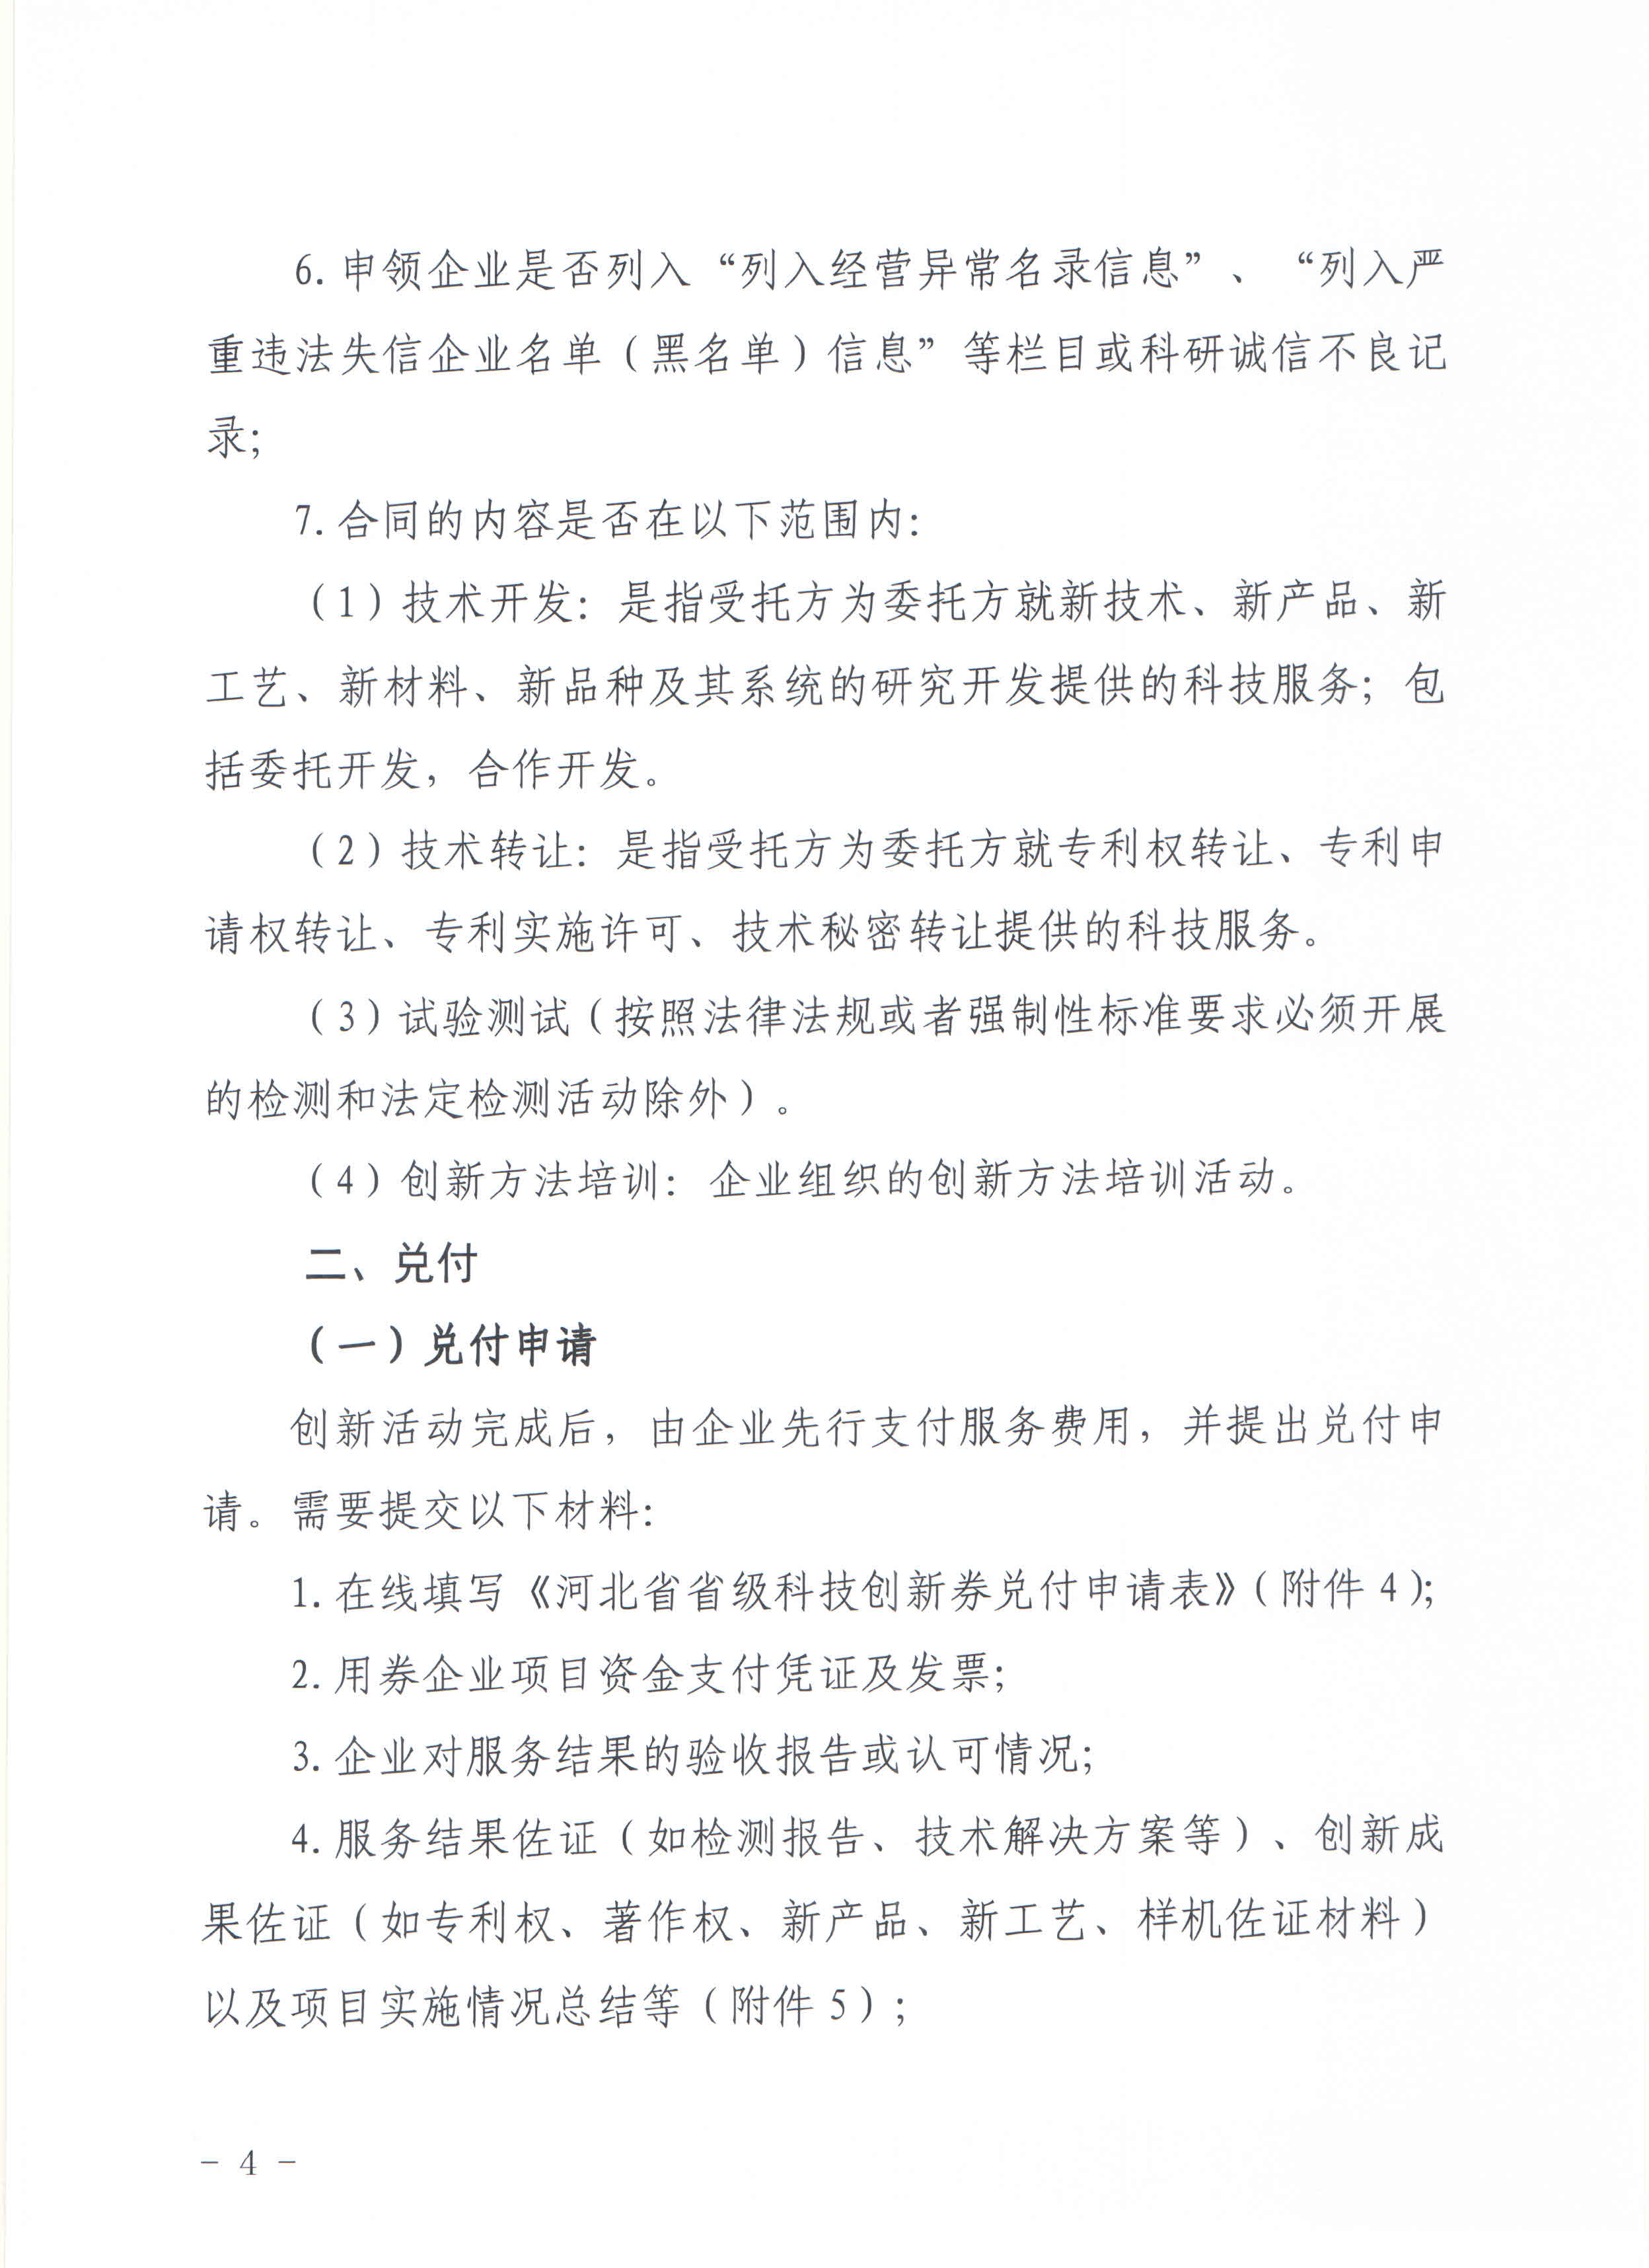 6. 申领企业是否列入“列入经营异常名录信息”、“列入严
重违法失信企业名单（黑名单）信息”等栏目或科研诚信不良记
录；
7. 合同的内容是否在以下范围内：
（1）技术开发：是指受托方为委托方就新技术、新产品、新
工艺、新材料、新品种及其系统的研究开发提供的科技服务；包
括委托开发，合作开发。
（2）技术转让：是指受托方为委托方就专利权转让、专利申
请权转让、专利实施许可、技术秘密转让提供的科技服务。
（3）试验测试（按照法律法规或者强制性标准要求必须开展
的检测和法定检测活动除外）。
（4）创新方法培训：企业组织的创新方法培训活动。
二、兑付
（一）兑付申请
创新活动完成后，由企业先行支付服务费用，并提出兑付申
请。需要提交以下材料：
1. 在线填写《河北省省级科技创新券兑付申请表》（附件 4）；
2. 用券企业项目资金支付凭证及发票；
3. 企业对服务结果的验收报告或认可情况；
4. 服务结果佐证（如检测报告、技术解决方案等）、创新成
果佐证（如专利权、著作权、新产品、新工艺、样机佐证材料）
以及项目实施情况总结等（附件 5）；
- 4 -